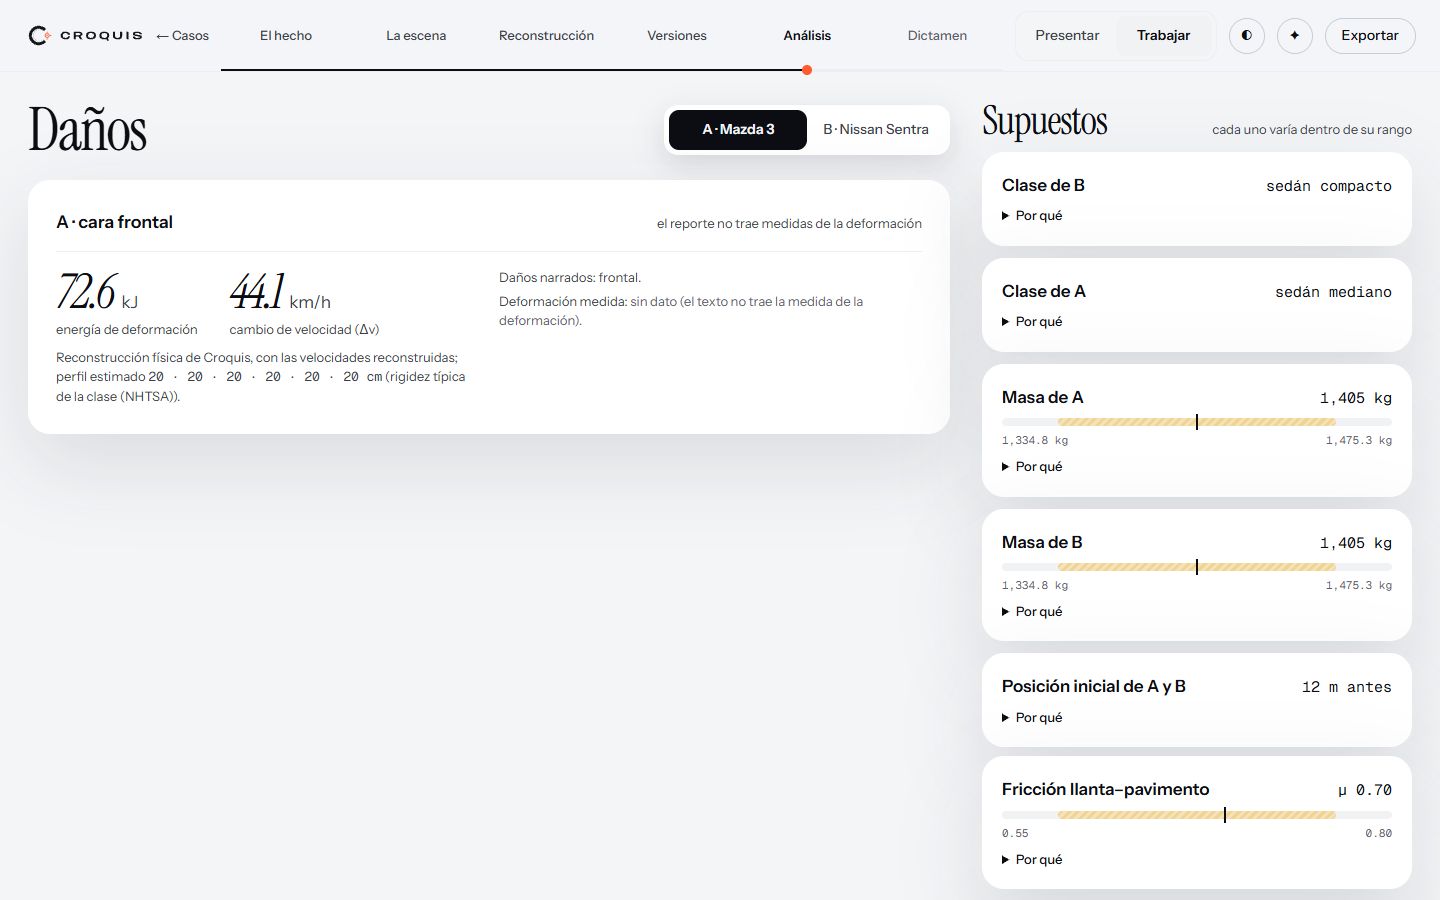 CROQUIS
← Casos
El hecho
La escena
Reconstrucción
Versiones
Análisis
Dictamen
Presentar
Trabajar
Exportar
Daños
A · Mazda 3
B · Nissan Sentra
A · cara frontal
el reporte no trae medidas de la deformación
72.6 kJ
energía de deformación
44.1 km/h
cambio de velocidad (Δv)
Reconstrucción física de Croquis, con las velocidades reconstruidas;
perfil estimado 20 · 20 · 20 · 20 · 20 · 20 cm (rigidez típica
de la clase (NHTSA)).
Daños narrados: frontal.
Deformación medida: sin dato (el texto no trae la medida de la
deformación).
Supuestos
cada uno varía dentro de su rango
Clase de B
sedán compacto
Por qué
Clase de A
sedán mediano
Por qué
Masa de A
1,405 kg
1,334.8 kg
1,475.3 kg
Por qué
Masa de B
1,405 kg
1,334.8 kg
1,475.3 kg
Por qué
Posición inicial de A y B
12 m antes
Por qué
Fricción llanta–pavimento
μ 0.70
0.55
0.80
Por qué